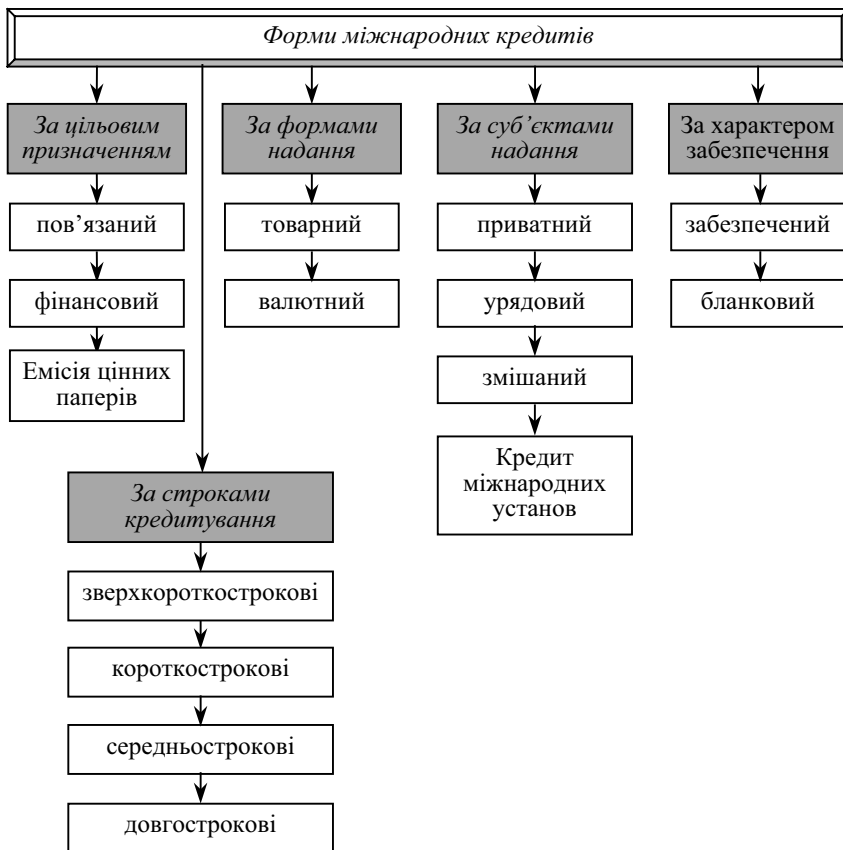 Форми міжнародних кредитів
За цільовим
призначенням
пов’язаний
фінансовий
Емісія цінних
паперів
За формами
надання
товарний
валютний
За суб’єктами
надання
приватний
урядовий
змішаний
Кредит
міжнародних
установ
За характером
забезпечення
забезпечений
бланковий
За строками
кредитування
зверхкороткострокові
короткострокові
середньострокові
довгострокові